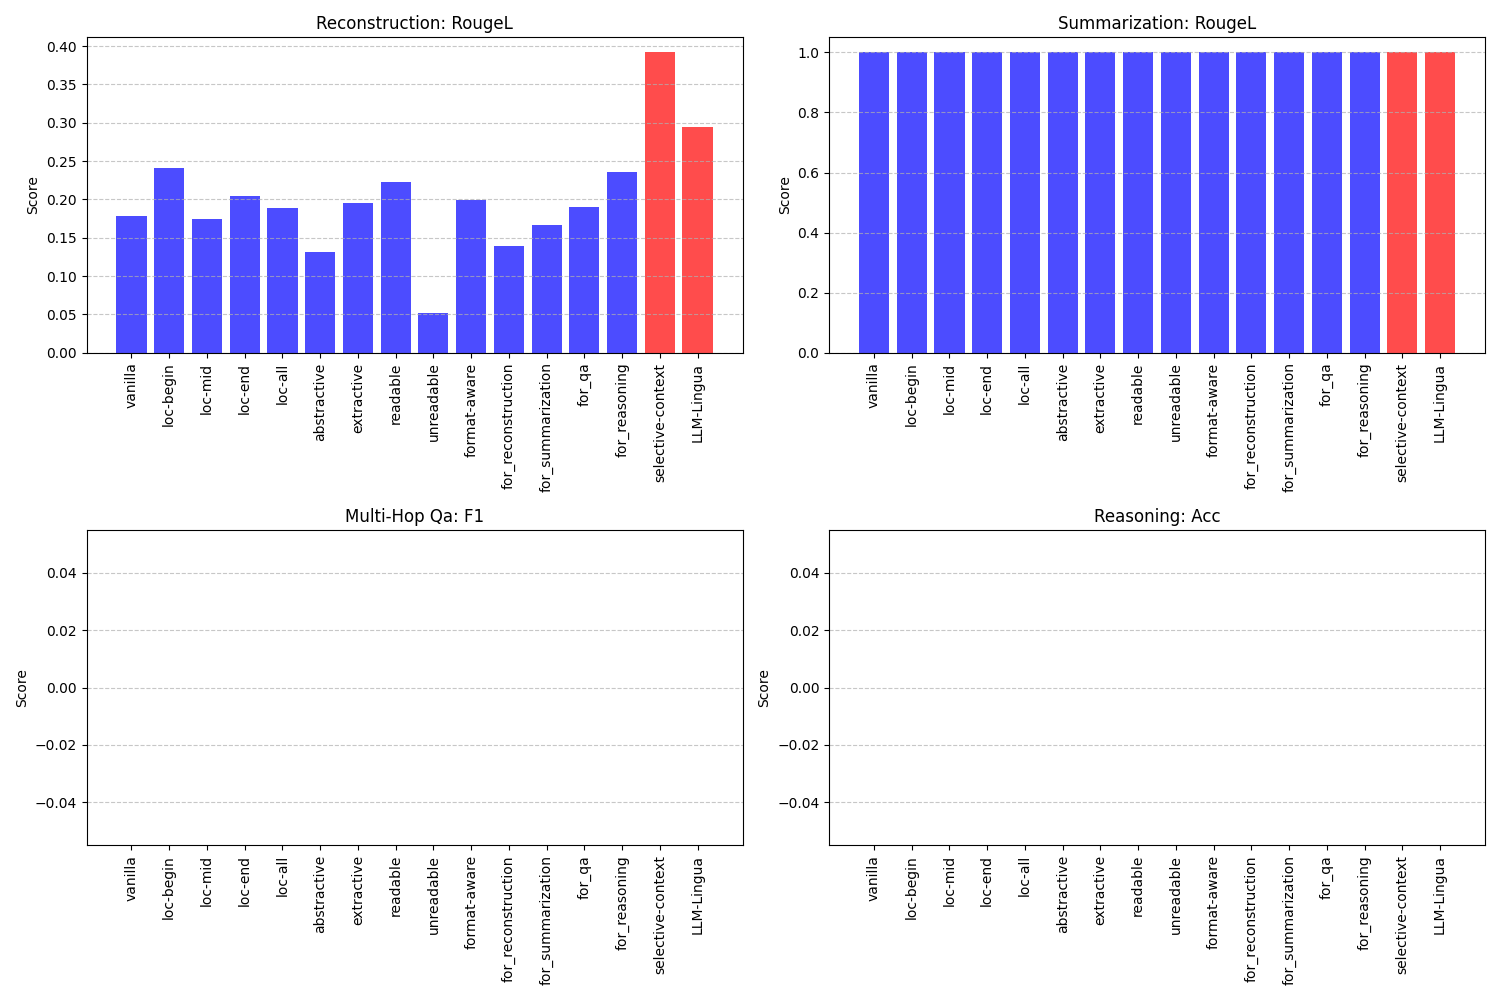 Reconstruction: RougeL
Score
0.40
0.35
0.30
0.25
0.20
0.15
0.10
0.05
0.00
vanilla
loc-begin
loc-mid
loc-end
loc-all
abstractive
extractive
readable
unreadable
format-aware
for_reconstruction
for_summarization
for_qa
for_reasoning
selective-context
LLM-Lingua
Summarization: RougeL
Score
1.0
0.8
0.6
0.4
0.2
0.0
vanilla
loc-begin
loc-mid
loc-end
loc-all
abstractive
extractive
readable
unreadable
format-aware
for_reconstruction
for_summarization
for_qa
for_reasoning
selective-context
LLM-Lingua
Multi-Hop Qa: F1
Score
0.04
0.02
0.00
−0.02
−0.04
vanilla
loc-begin
loc-mid
loc-end
loc-all
abstractive
extractive
readable
unreadable
format-aware
for_reconstruction
for_summarization
for_qa
for_reasoning
selective-context
LLM-Lingua
Reasoning: Acc
Score
0.04
0.02
0.00
−0.02
−0.04
vanilla
loc-begin
loc-mid
loc-end
loc-all
abstractive
extractive
readable
unreadable
format-aware
for_reconstruction
for_summarization
for_qa
for_reasoning
selective-context
LLM-Lingua